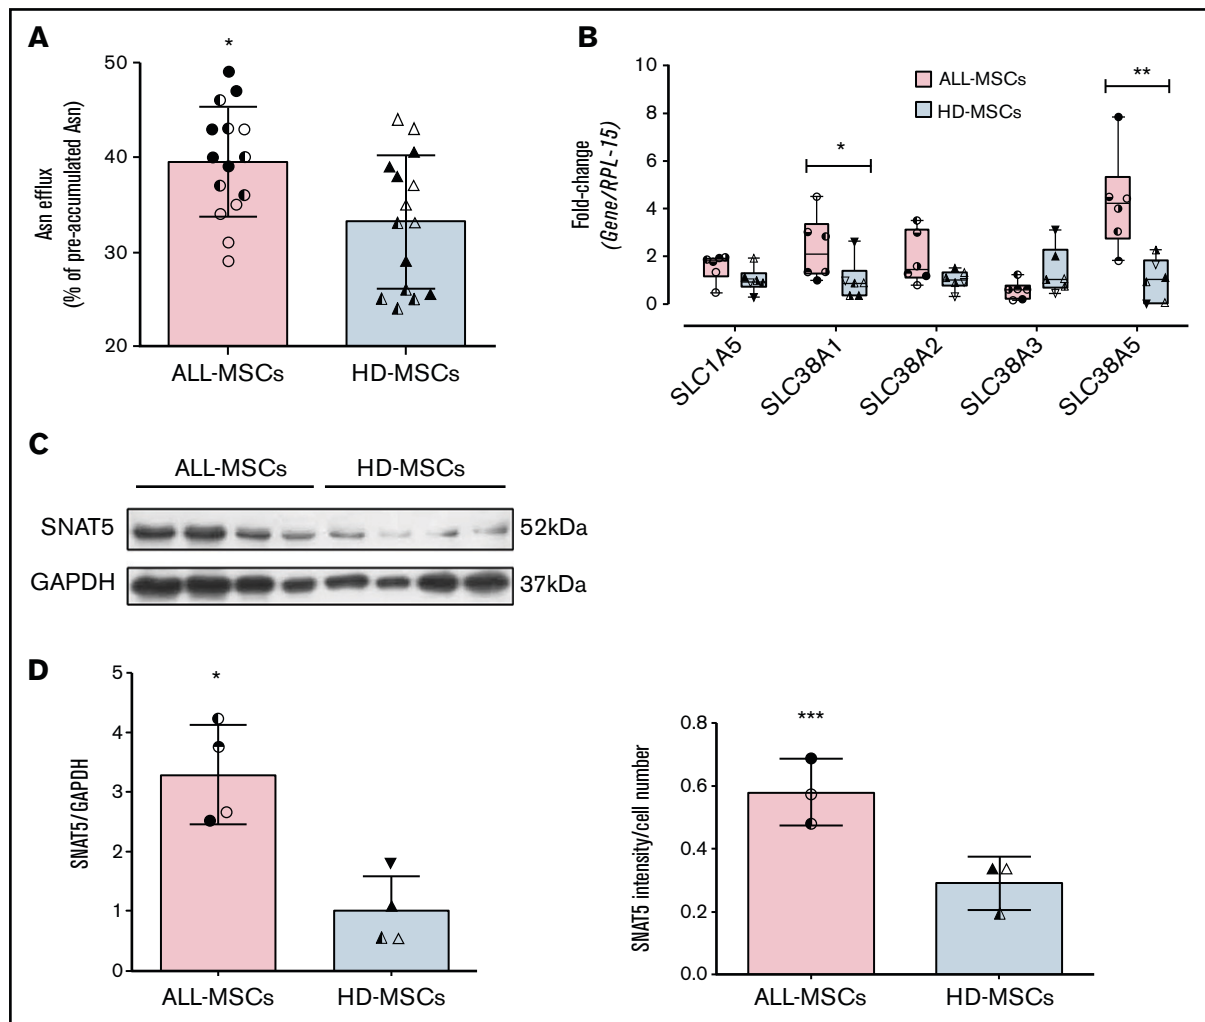 A
*
50
40
30
20
Asn efflux
(% of pre-accumulated Asn)
ALL-MSCs
HD-MSCs
B
10
8
6
4
2
0
Fold-change
(Gene/RPL-15)
ALL-MSCs
HD-MSCs
*
**
SLC1A5
SLC38A1
SLC38A2
SLC38A3
SLC38A5
C
ALL-MSCs
HD-MSCs
SNAT5
52kDa
GAPDH
37kDa
D
*
5
4
3
2
1
0
SNAT5/GAPDH
ALL-MSCs
HD-MSCs
***
0.8
0.6
0.4
0.2
0.0
SNAT5 intensity/cell number
ALL-MSCs
HD-MSCs